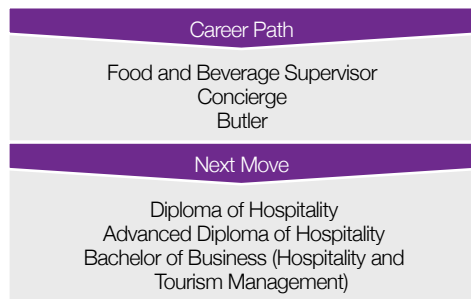 Career Path
Food and Beverage Supervisor
Concierge
Butler
Next Move
Diploma of Hospitality
Advanced Diploma of Hospitality
Bachelor of Business (Hospitality and
Tourism Management)